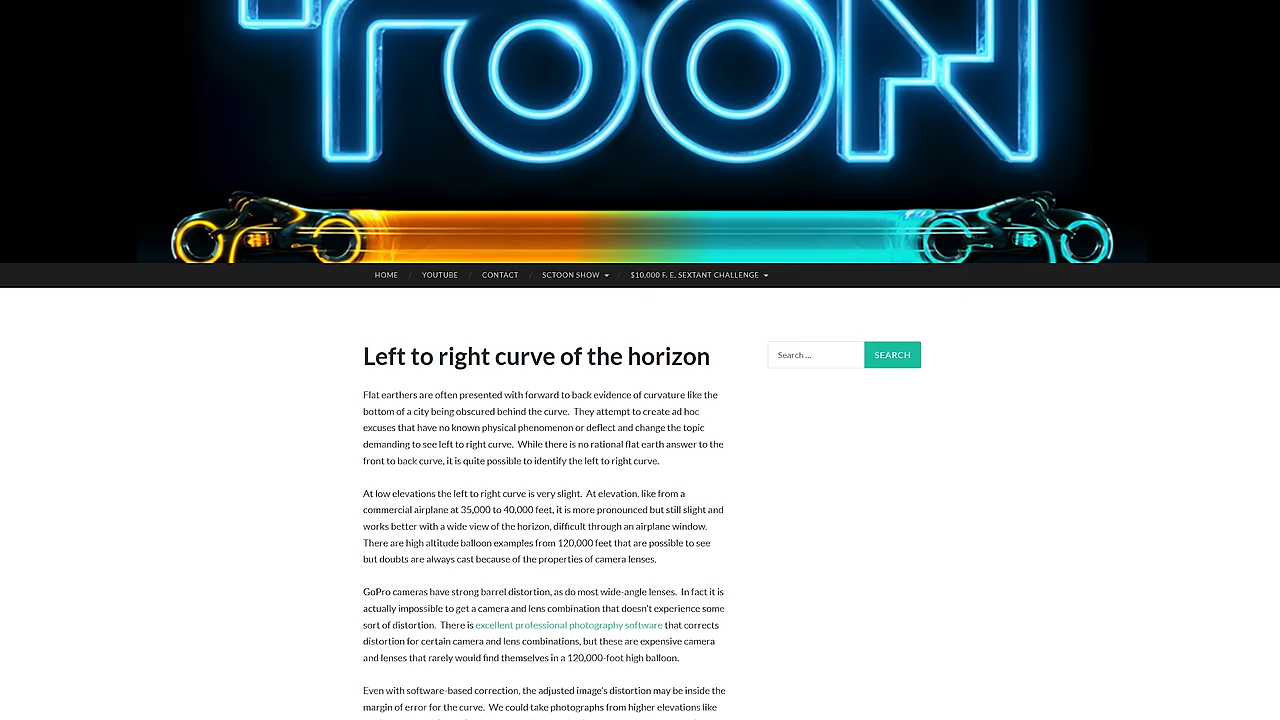 TOON
HOME / YOUTUBE / CONTACT / SCTOON SHOW / $10,000 F. E. SEXTANT CHALLENGE
Left to right curve of the horizon
Search ...
SEARCH
Flat earthers are often presented with forward to back evidence of curvature like the
bottom of a city being obscured behind the curve.  They attempt to create ad hoc
excuses that have no known physical phenomenon or deflect and change the topic
demanding to see left to right curve.  While there is no rational flat earth answer to the
front to back curve, it is quite possible to identify the left to right curve.
At low elevations the left to right curve is very slight.  At elevation, like from a
commercial airplane at 35,000 to 40,000 feet, it is more pronounced but still slight and
works better with a wide view of the horizon, difficult through an airplane window.
There are high altitude balloon examples from 120,000 feet that are possible to see
but doubts are always cast because of the properties of camera lenses.
GoPro cameras have strong barrel distortion, as do most wide-angle lenses.  In fact it is
actually impossible to get a camera and lens combination that doesn't experience some
sort of distortion.  There is excellent professional photography software that corrects
distortion for certain camera and lens combinations, but these are expensive camera
and lenses that rarely would find themselves in a 120,000-foot high balloon.
Even with software-based correction, the adjusted image's distortion may be inside the
margin of error for the curve.  We could take photographs from higher elevations like